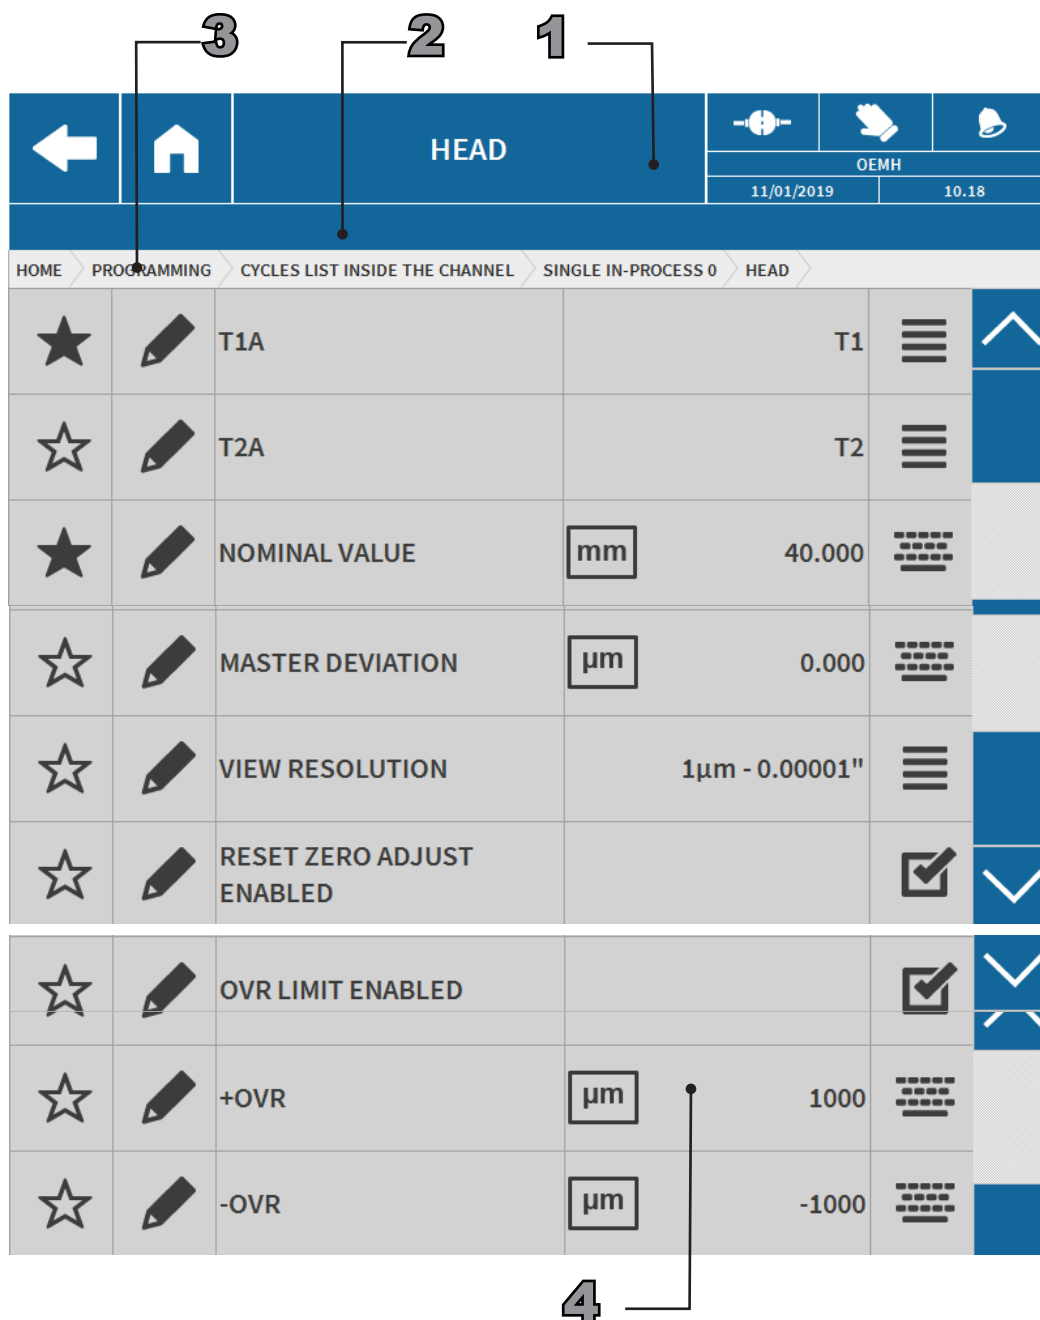 3 2 1
HEAD
OEMH
11/01/2019 10.18
HOME PROGRAMMING CYCLES LIST INSIDE THE CHANNEL SINGLE IN-PROCESS 0 HEAD
T1A T1
T2A T2
NOMINAL VALUE mm 40.000
MASTER DEVIATION µm 0.000
VIEW RESOLUTION 1µm - 0.00001"
RESET ZERO ADJUST
ENABLED
OVR LIMIT ENABLED
+OVR µm 1000
-OVR µm -1000
4